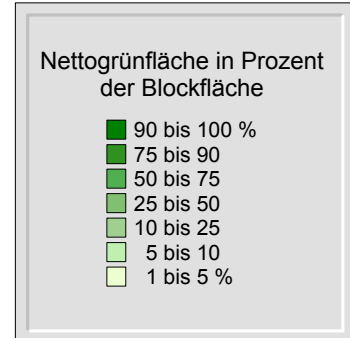 Nettogrünfläche in Prozent
der Blockfläche
90 bis 100 %
75 bis 90
50 bis 75
25 bis 50
10 bis 25
5 bis 10
1 bis 5 %